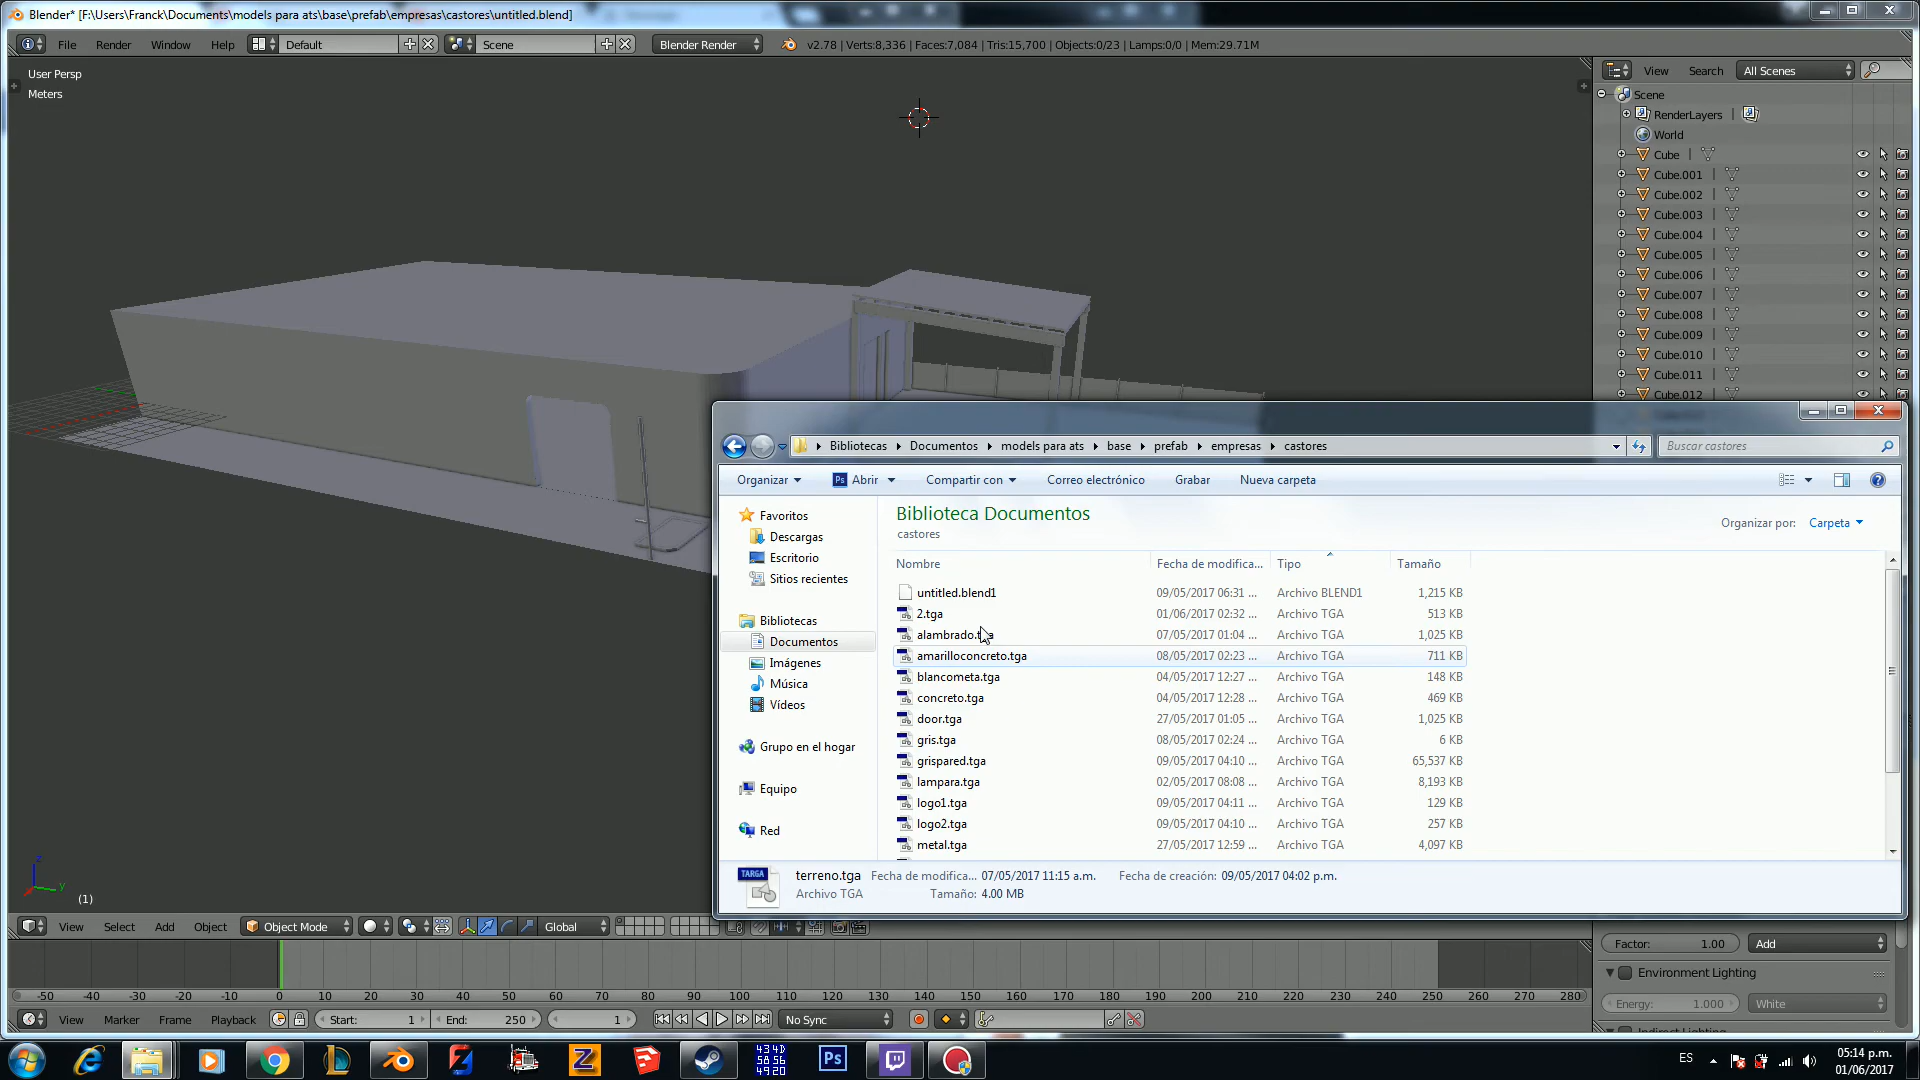 Blender* [F:\Users\Franck\Documents\models para ats\base\prefab\empresas\castores\untitled.blend]
File Render Window Help Default Scene Blender Render v2.78 | Verts:8,336 | Faces:7,084 | Tris:15,700 | Objects:0/23 | Lamps:0/0 | Mem:29.71M
User Persp
Meters
View Search All Scenes
Scene
RenderLayers
World
Cube
Cube.001
Cube.002
Cube.003
Cube.004
Cube.005
Cube.006
Cube.007
Cube.008
Cube.009
Cube.010
Cube.011
Cube.012
Bibliotecas Documentos models para ats base prefab empresas castores Buscar castores
Organizar Abrir Compartir con Correo electrónico Grabar Nueva carpeta
Favoritos
Descargas
Escritorio
Sitios recientes
Bibliotecas
Documentos
Imágenes
Música
Vídeos
Grupo en el hogar
Equipo
Red
Biblioteca Documentos
castores
Organizar por: Carpeta
Nombre Fecha de modifica... Tipo Tamaño
untitled.blend1 09/05/2017 06:31 ... Archivo BLEND1 1,215 KB
2.tga 01/06/2017 02:32 ... Archivo TGA 513 KB
alambrado.tga 07/05/2017 01:04 ... Archivo TGA 1,025 KB
amarilloconcreto.tga 08/05/2017 02:23 ... Archivo TGA 711 KB
blancometa.tga 04/05/2017 12:27 ... Archivo TGA 148 KB
concreto.tga 04/05/2017 12:28 ... Archivo TGA 469 KB
door.tga 27/05/2017 01:05 ... Archivo TGA 1,025 KB
gris.tga 08/05/2017 02:24 ... Archivo TGA 6 KB
grispared.tga 09/05/2017 04:10 ... Archivo TGA 65,537 KB
lampara.tga 02/05/2017 08:08 ... Archivo TGA 8,193 KB
logo1.tga 09/05/2017 04:11 ... Archivo TGA 129 KB
logo2.tga 09/05/2017 04:10 ... Archivo TGA 257 KB
metal.tga 27/05/2017 12:59 ... Archivo TGA 4,097 KB
TARGA
terreno.tga Fecha de modifica... 07/05/2017 11:15 a.m. Fecha de creación: 09/05/2017 04:02 p.m.
Archivo TGA Tamaño: 4.00 MB
z
y
(1)
View Select Add Object Object Mode Global
Factor: 1.00 Add
Environment Lighting
Energy: 1.000 White
-50 -40 -30 -20 -10 0 10 20 30 40 50 60 70 80 90 100 110 120 130 140 150 160 170 180 190 200 210 220 230 240 250 260 270 280
View Marker Frame Playback Start: 1 End: 250 1 No Sync
434D
5856
4920
Ps
ES
05:14 p.m.
01/06/2017